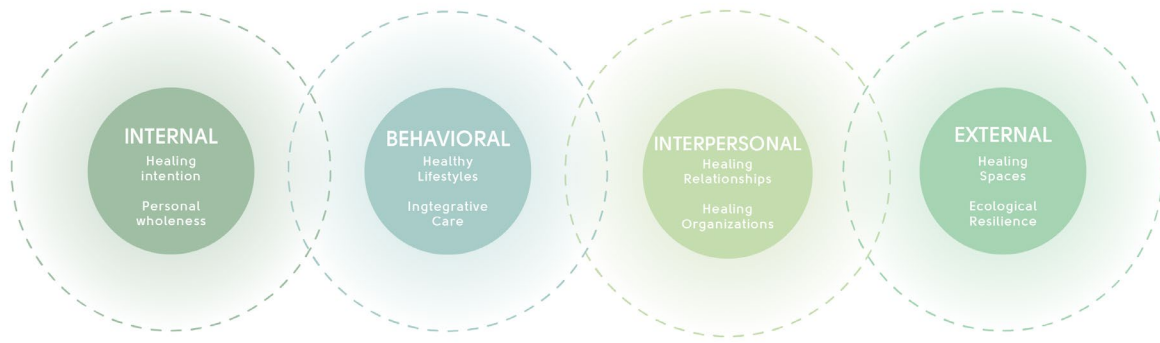 INTERNAL
Healing
intention
Personal
wholeness
BEHAVIORAL
Healthy
Lifestyles
Ingtegrative
Care
INTERPERSONAL
Healing
Relationships
Healing
Organizations
EXTERNAL
Healing
Spaces
Ecological
Resilience